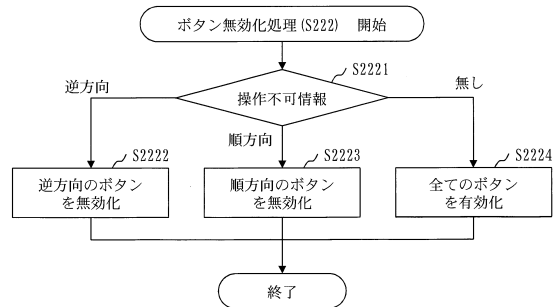 ボタン無効化処理(S222) 開始
S2221
操作不可情報
逆方向
順方向
無し
S2222
S2223
S2224
逆方向のボタン
を無効化
順方向のボタン
を無効化
全てのボタン
を有効化
終了